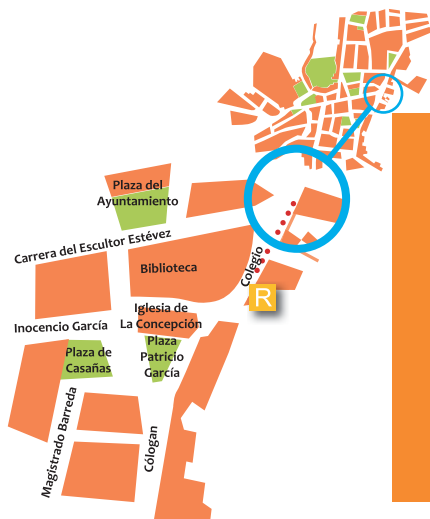 Plaza del
Ayuntamiento
Carrera del Escultor Estévez
Biblioteca
Colegio
R
Iglesia de
La Concepción
Inocencio García
Plaza
Patricio
García
Plaza de
Casañas
Magistrado Barreda
Cólogan